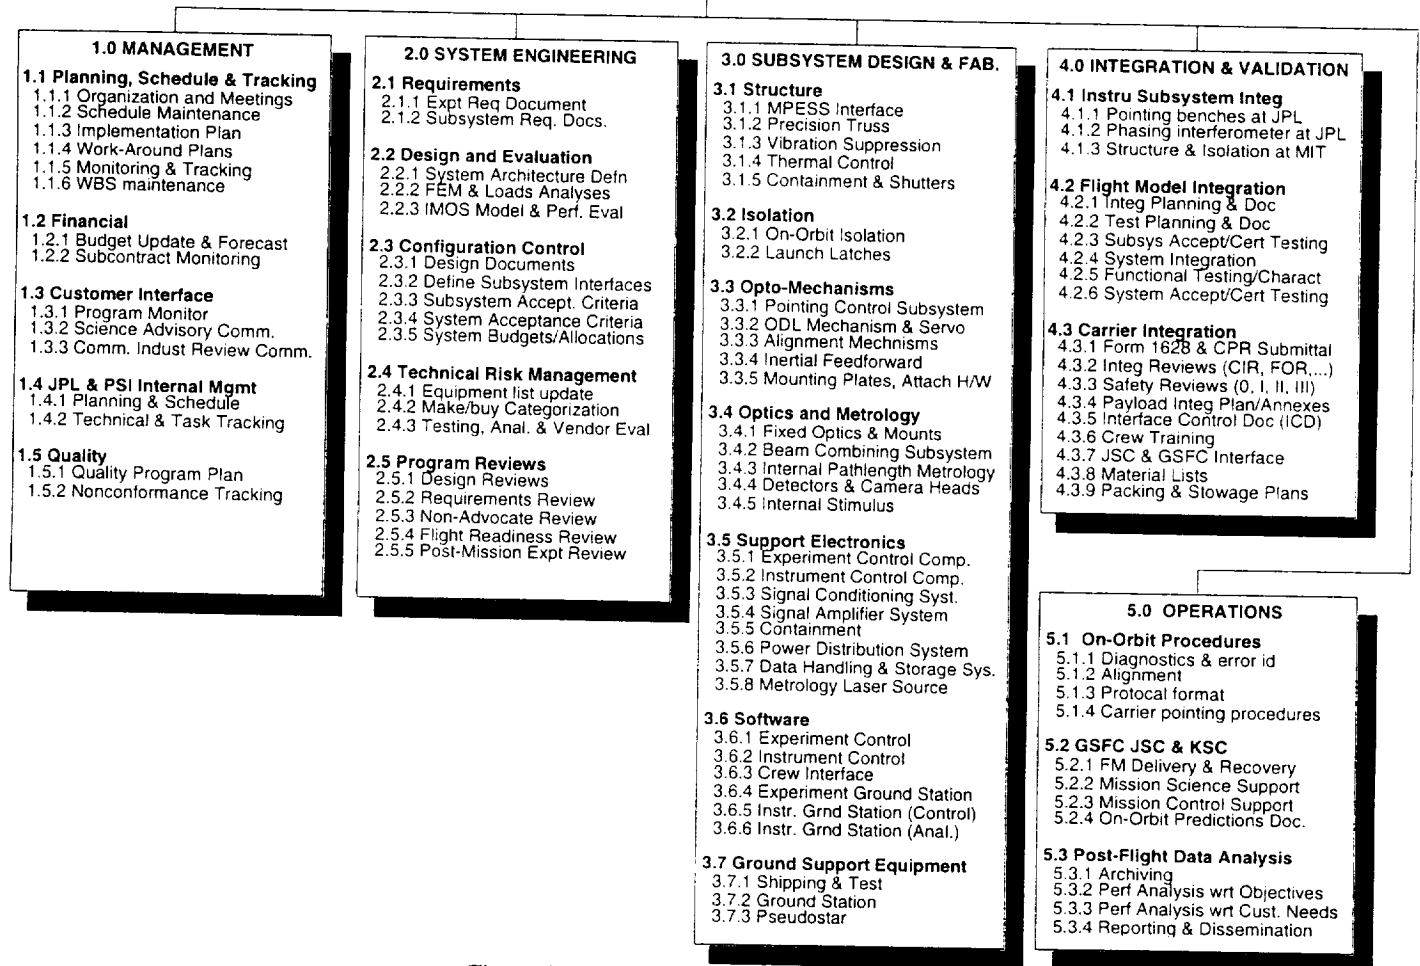 1.0 MANAGEMENT
1.1 Planning, Schedule & Tracking
1.1.1 Organization and Meetings
1.1.2 Schedule Maintenance
1.1.3 Implementation Plan
1.1.4 Work-Around Plans
1.1.5 Monitoring & Tracking
1.1.6 WBS maintenance
1.2 Financial
1.2.1 Budget Update & Forecast
1.2.2 Subcontract Monitoring
1.3 Customer Interface
1.3.1 Program Monitor
1.3.2 Science Advisory Comm.
1.3.3 Comm. Indust Review Comm.
1.4 JPL & PSI Internal Mgmt
1.4.1 Planning & Schedule
1.4.2 Technical & Task Tracking
1.5 Quality
1.5.1 Quality Program Plan
1.5.2 Nonconformance Tracking
2.0 SYSTEM ENGINEERING
2.1 Requirements
2.1.1 Expt Req Document
2.1.2 Subsystem Req. Docs.
2.2 Design and Evaluation
2.2.1 System Architecture Defn
2.2.2 FEM & Loads Analyses
2.2.3 IMOS Model & Perf. Eval
2.3 Configuration Control
2.3.1 Design Documents
2.3.2 Define Subsystem Interfaces
2.3.3 Subsystem Accept. Criteria
2.3.4 System Acceptance Criteria
2.3.5 System Budgets/Allocations
2.4 Technical Risk Management
2.4.1 Equipment list update
2.4.2 Make/buy Categorization
2.4.3 Testing, Anal. & Vendor Eval
2.5 Program Reviews
2.5.1 Design Reviews
2.5.2 Requirements Review
2.5.3 Non-Advocate Review
2.5.4 Flight Readiness Review
2.5.5 Post-Mission Expt Review
3.0 SUBSYSTEM DESIGN & FAB.
3.1 Structure
3.1.1 MPESS Interface
3.1.2 Precision Truss
3.1.3 Vibration Suppression
3.1.4 Thermal Control
3.1.5 Containment & Shutters
3.2 Isolation
3.2.1 On-Orbit Isolation
3.2.2 Launch Latches
3.3 Opto-Mechanisms
3.3.1 Pointing Control Subsystem
3.3.2 ODL Mechanism & Servo
3.3.3 Alignment Mechnisms
3.3.4 Inertial Feedforward
3.3.5 Mounting Plates, Attach H/W
3.4 Optics and Metrology
3.4.1 Fixed Optics & Mounts
3.4.2 Beam Combining Subsystem
3.4.3 Internal Pathlength Metrology
3.4.4 Detectors & Camera Heads
3.4.5 Internal Stimulus
3.5 Support Electronics
3.5.1 Experiment Control Comp.
3.5.2 Instrument Control Comp.
3.5.3 Signal Conditioning Syst.
3.5.4 Signal Amplifier System
3.5.5 Containment
3.5.6 Power Distribution System
3.5.7 Data Handling & Storage Sys.
3.5.8 Metrology Laser Source
3.6 Software
3.6.1 Experiment Control
3.6.2 Instrument Control
3.6.3 Crew Interface
3.6.4 Experiment Ground Station
3.6.5 Instr. Grnd Station (Control)
3.6.6 Instr. Grnd Station (Anal.)
3.7 Ground Support Equipment
3.7.1 Shipping & Test
3.7.2 Ground Station
3.7.3 Pseudostar
4.0 INTEGRATION & VALIDATION
4.1 Instru Subsystem Integ
4.1.1 Pointing benches at JPL
4.1.2 Phasing interferometer at JPL
4.1.3 Structure & Isolation at MIT
4.2 Flight Model Integration
4.2.1 Integ Planning & Doc
4.2.2 Test Planning & Doc
4.2.3 Subsys Accept/Cert Testing
4.2.4 System Integration
4.2.5 Functional Testing/Charact
4.2.6 System Accept/Cert Testing
4.3 Carrier Integration
4.3.1 Form 1628 & CPR Submittal
4.3.2 Integ Reviews (CIR, FOR,...)
4.3.3 Safety Reviews (0, I, II, III)
4.3.4 Payload Integ Plan/Annexes
4.3.5 Interface Control Doc (ICD)
4.3.6 Crew Training
4.3.7 JSC & GSFC Interface
4.3.8 Material Lists
4.3.9 Packing & Stowage Plans
5.0 OPERATIONS
5.1 On-Orbit Procedures
5.1.1 Diagnostics & error id
5.1.2 Alignment
5.1.3 Protocal format
5.1.4 Carrier pointing procedures
5.2 GSFC JSC & KSC
5.2.1 FM Delivery & Recovery
5.2.2 Mission Science Support
5.2.3 Mission Control Support
5.2.4 On-Orbit Predictions Doc.
5.3 Post-Flight Data Analysis
5.3.1 Archiving
5.3.2 Perf Analysis wrt Objectives
5.3.3 Perf Analysis wrt Cust. Needs
5.3.4 Reporting & Dissemination